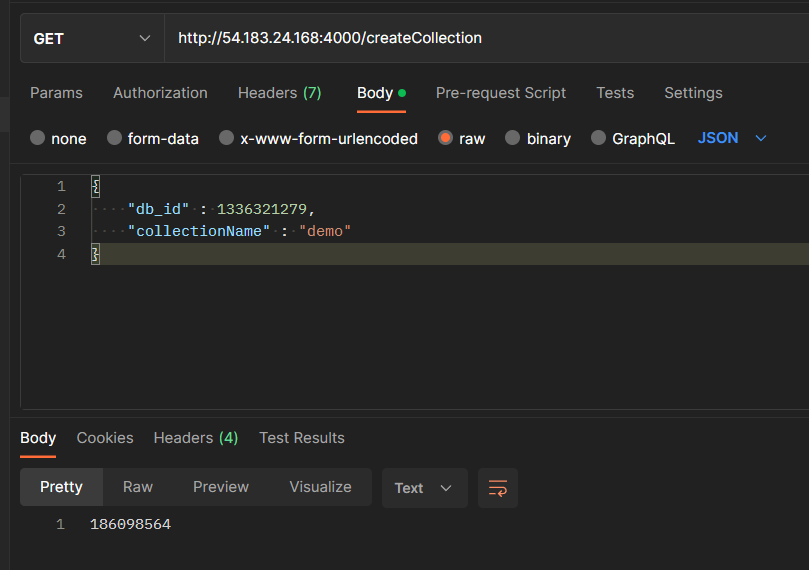 GET http://54.183.24.168:4000/createCollection
Params Authorization Headers (7) Body Pre-request Script Tests Settings
none form-data x-www-form-urlencoded raw binary GraphQL JSON
1 {
2 "db_id" : 1336321279,
3 "collectionName" : "demo"
4 }
Body Cookies Headers (4) Test Results
Pretty Raw Preview Visualize Text
1 186098564